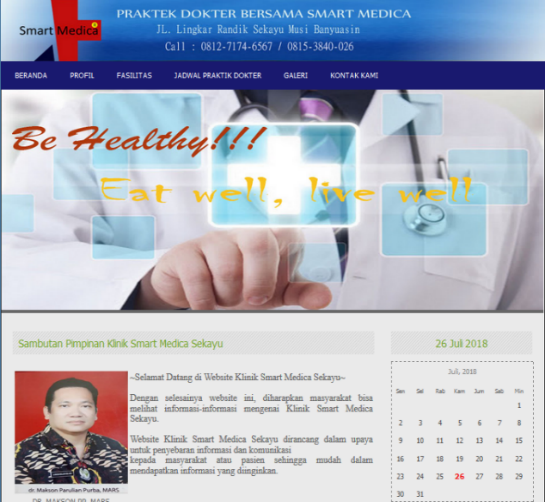 PRAKTEK DOKTER BERSAMA SMART MEDICA
Smart Medica
JL. Lingkar Randik Sekayu Musi Banyuasin
Call : 0812-7174-6567 / 0815-3840-026
BERANDA PROFIL FASILITAS JADWAL PRAKTIK DOKTER GALERI KONTAK KAMI
Be Healthy!!!
Eat well, live well
Sambutan Pimpinan Klinik Smart Medica Sekayu
~Selamat Datang di Website Klinik Smart Medica Sekayu~
Dengan selesainya website ini, diharapkan masyarakat bisa
melihat informasi-informasi mengenai Klinik Smart Medica
Sekayu.
Website Klinik Smart Medica Sekayu dirancang dalam upaya
untuk penyebaran informasi dan komunikasi
kepada masyarakat atau pasien sehingga mudah dalam
mendapatkan informasi yang diinginkan.
dr. Makson Parulian Purba, MARS
26 Juli 2018
Juli, 2018
Sen Sel Rab Kam Jum Sab Min
1
2 3 4 5 6 7 8
9 10 11 12 13 14 15
16 17 18 19 20 21 22
23 24 25 26 27 28 29
30 31